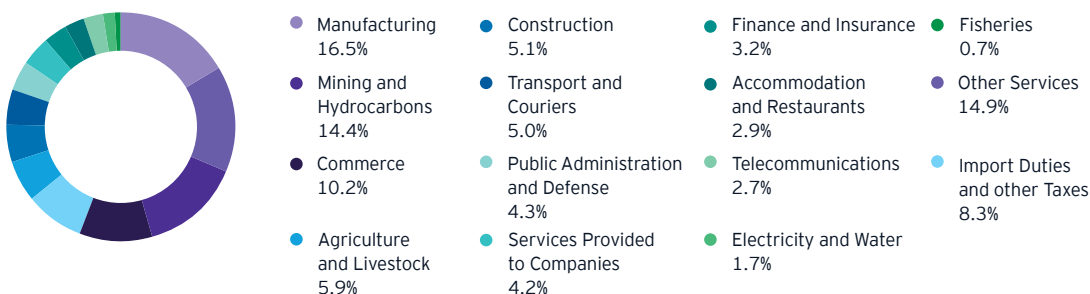 Manufacturing
16.5%
Mining and
Hydrocarbons
14.4%
Commerce
10.2%
Agriculture
and Livestock
5.9%
Construction
5.1%
Transport and
Couriers
5.0%
Public Administration
and Defense
4.3%
Services Provided
to Companies
4.2%
Finance and Insurance
3.2%
Accommodation
and Restaurants
2.9%
Telecommunications
2.7%
Electricity and Water
1.7%
Fisheries
0.7%
Other Services
14.9%
Import Duties
and other Taxes
8.3%